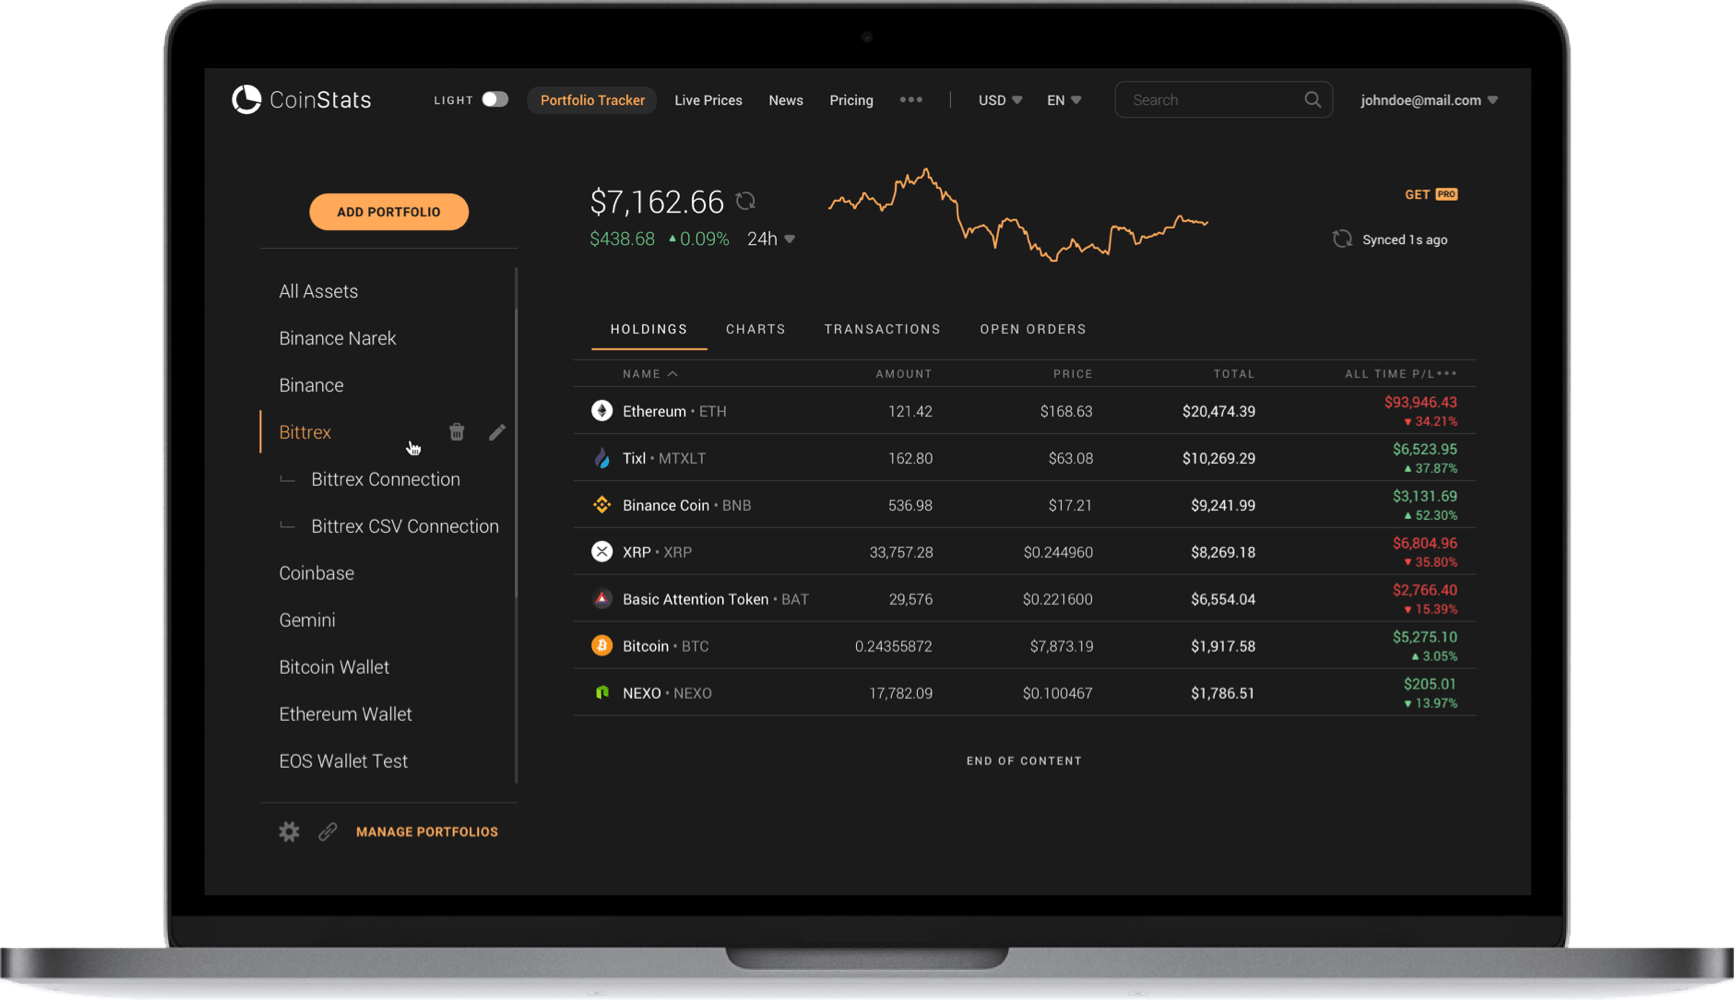 CoinStats LIGHT Portfolio Tracker Live Prices News Pricing USD EN Search johndoe@mail.com
ADD PORTFOLIO
All Assets
Binance Narek
Binance
Bittrex
Bittrex Connection
Bittrex CSV Connection
Coinbase
Gemini
Bitcoin Wallet
Ethereum Wallet
EOS Wallet Test
MANAGE PORTFOLIOS
$7,162.66
$438.68 ▲ 0.09% 24h
GET PRO
Synced 1s ago
HOLDINGS CHARTS TRANSACTIONS OPEN ORDERS
NAME AMOUNT PRICE TOTAL ALL TIME P/L
Ethereum • ETH 121.42 $168.63 $20,474.39 $93,946.43
▼ 34.21%
Tixl • MTXLT 162.80 $63.08 $10,269.29 $6,523.95
▲ 37.87%
Binance Coin • BNB 536.98 $17.21 $9,241.99 $3,131.69
▲ 52.30%
XRP • XRP 33,757.28 $0.244960 $8,269.18 $6,804.96
▼ 35.80%
Basic Attention Token • BAT 29,576 $0.221600 $6,554.04 $2,766.40
▼ 15.39%
Bitcoin • BTC 0.24355872 $7,873.19 $1,917.58 $5,275.10
▲ 3.05%
NEXO • NEXO 17,782.09 $0.100467 $1,786.51 $205.01
▼ 13.97%
END OF CONTENT